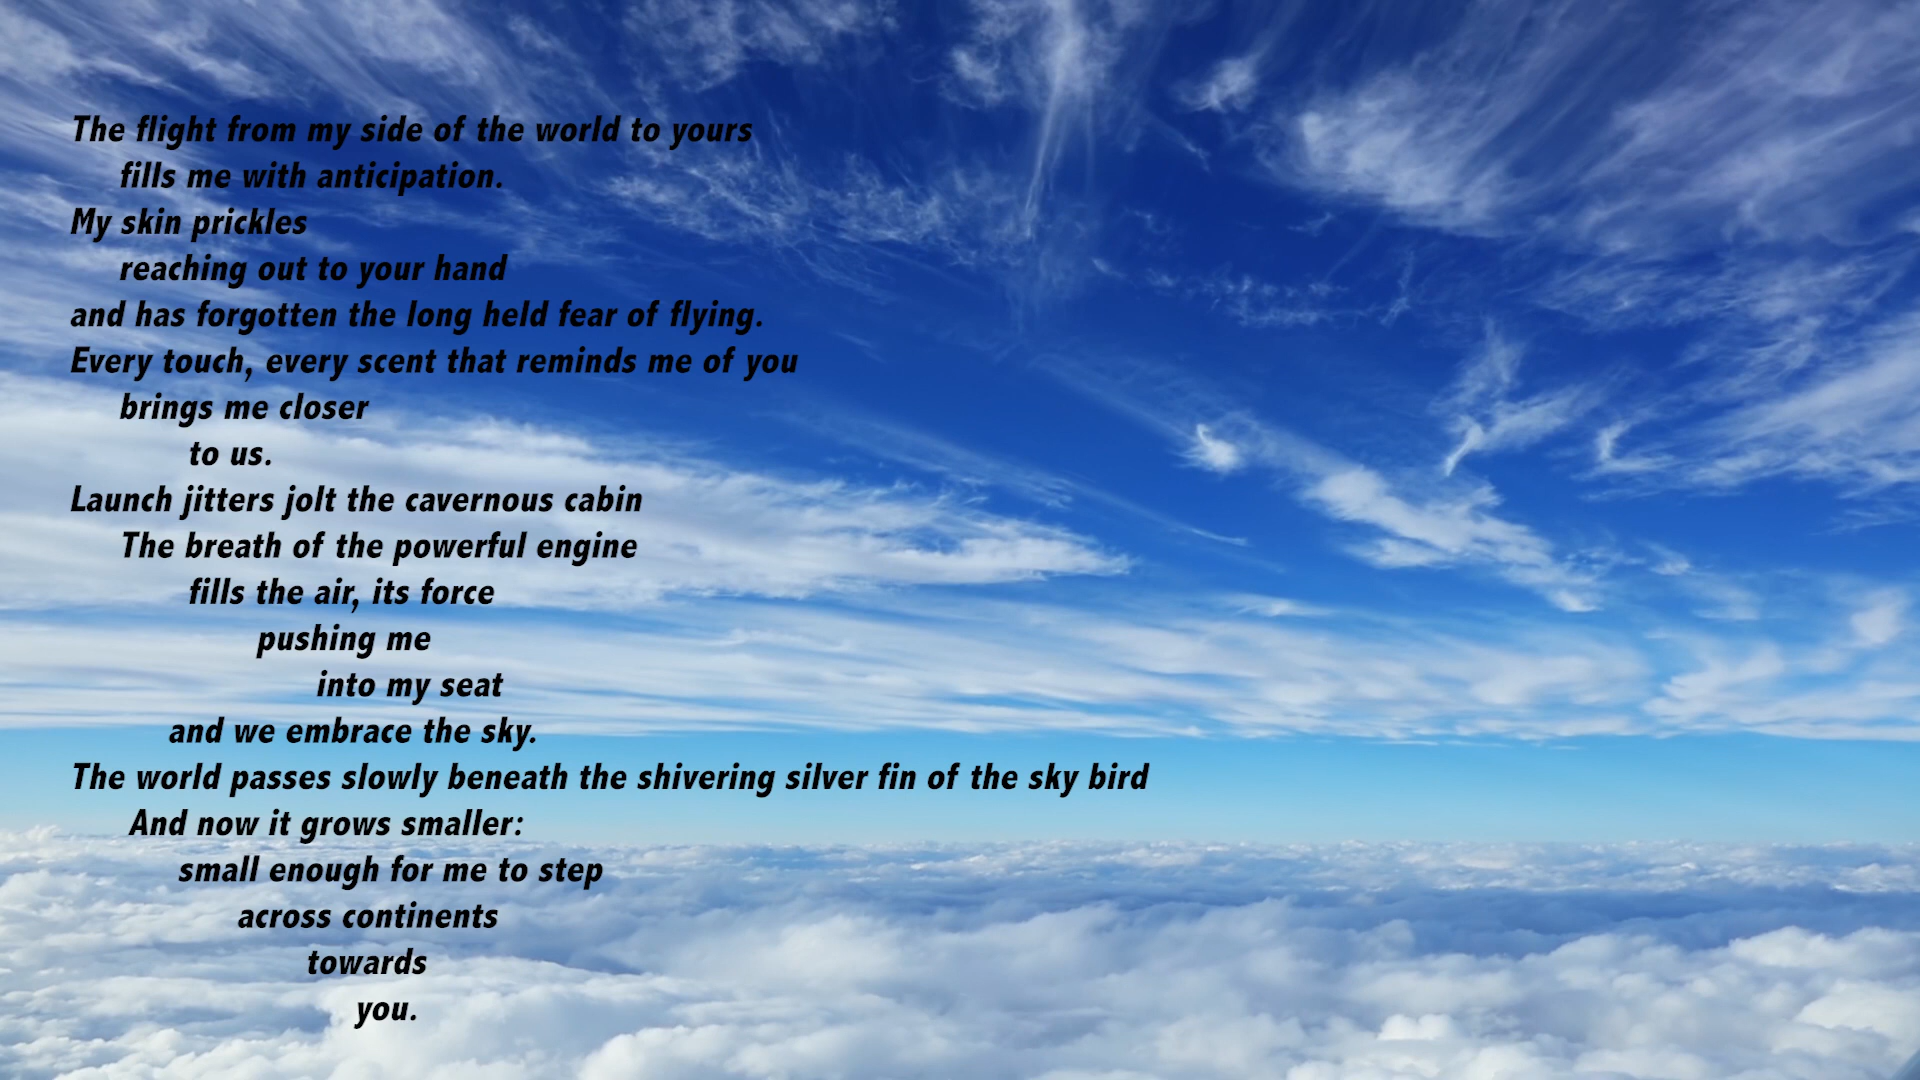 The flight from my side of the world to yours
fills me with anticipation.
My skin prickles
reaching out to your hand
and has forgotten the long held fear of flying.
Every touch, every scent that reminds me of you
brings me closer
to us.
Launch jitters jolt the cavernous cabin
The breath of the powerful engine
fills the air, its force
pushing me
into my seat
and we embrace the sky.
The world passes slowly beneath the shivering silver fin of the sky bird
And now it grows smaller:
small enough for me to step
across continents
towards
you.